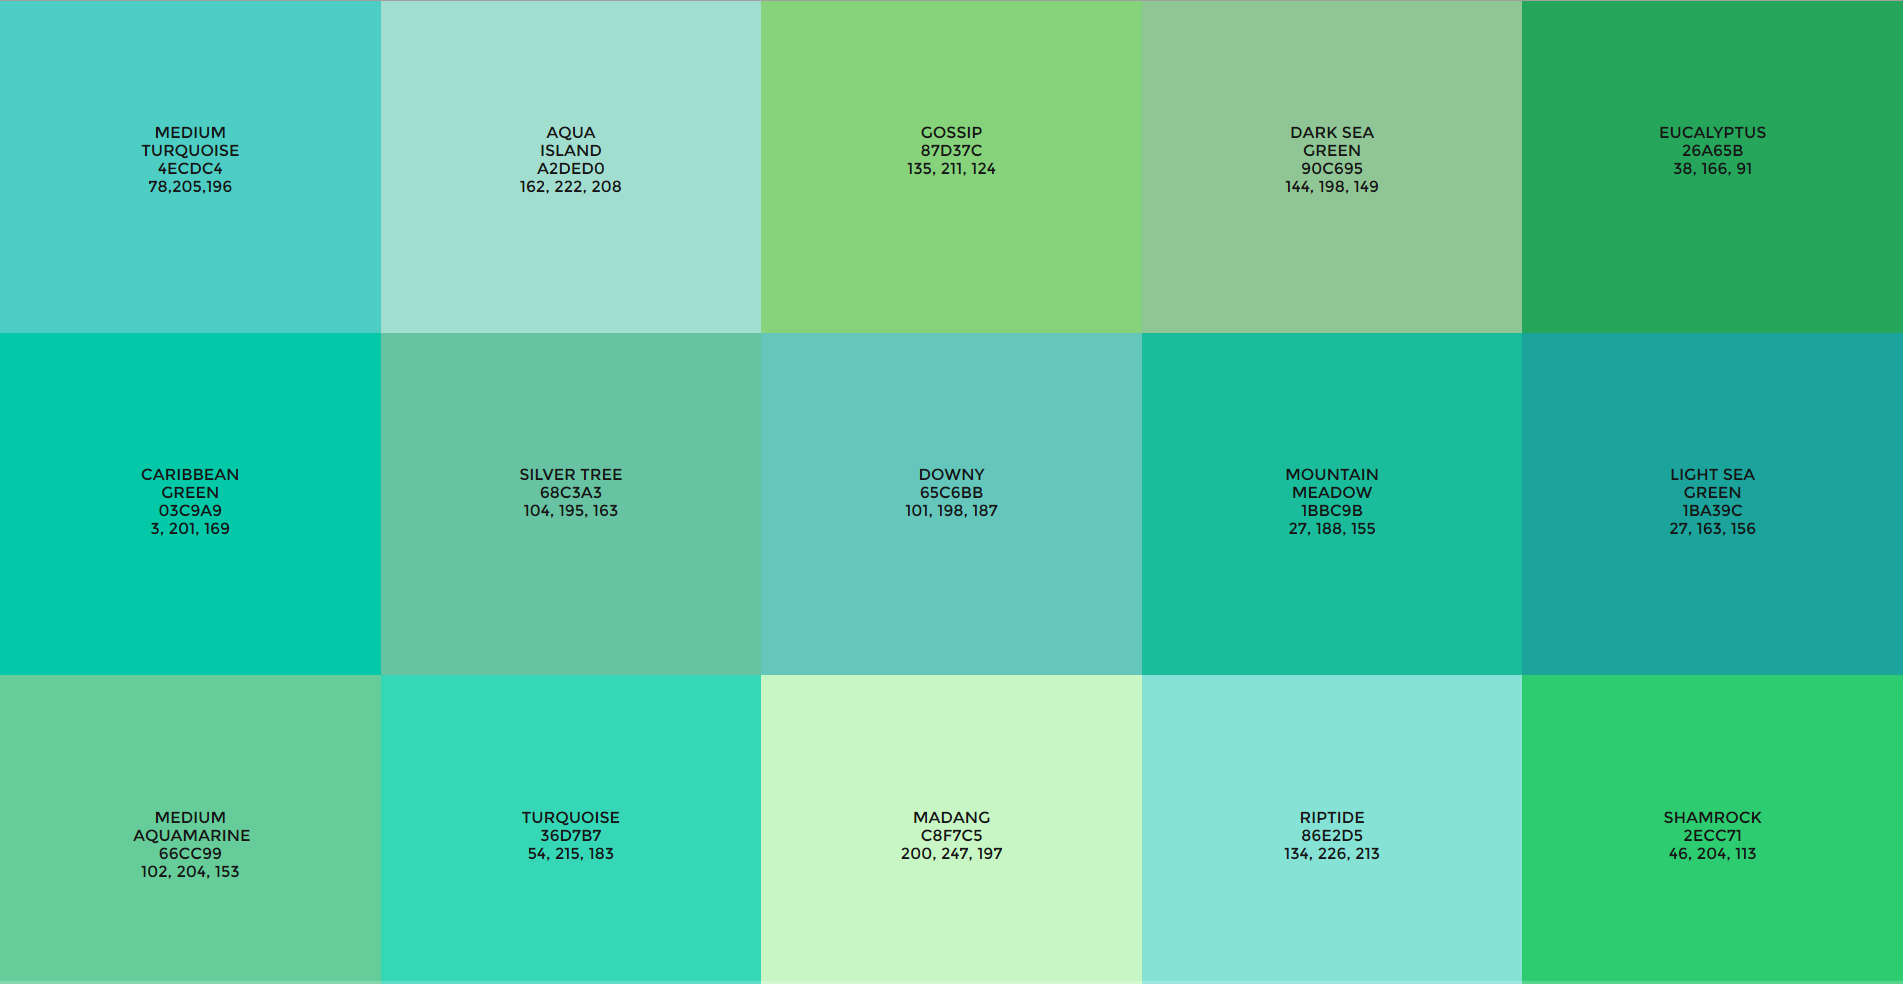 MEDIUM
TURQUOISE
4ECDC4
78,205,196
AQUA
ISLAND
A2DED0
162, 222, 208
GOSSIP
87D37C
135, 211, 124
DARK SEA
GREEN
90C695
144, 198, 149
EUCALYPTUS
26A65B
38, 166, 91
CARIBBEAN
GREEN
03C9A9
3, 201, 169
SILVER TREE
68C3A3
104, 195, 163
DOWNY
65C6BB
101, 198, 187
MOUNTAIN
MEADOW
1BBC9B
27, 188, 155
LIGHT SEA
GREEN
1BA39C
27, 163, 156
MEDIUM
AQUAMARINE
66CC99
102, 204, 153
TURQUOISE
36D7B7
54, 215, 183
MADANG
C8F7C5
200, 247, 197
RIPTIDE
86E2D5
134, 226, 213
SHAMROCK
2ECC71
46, 204, 113